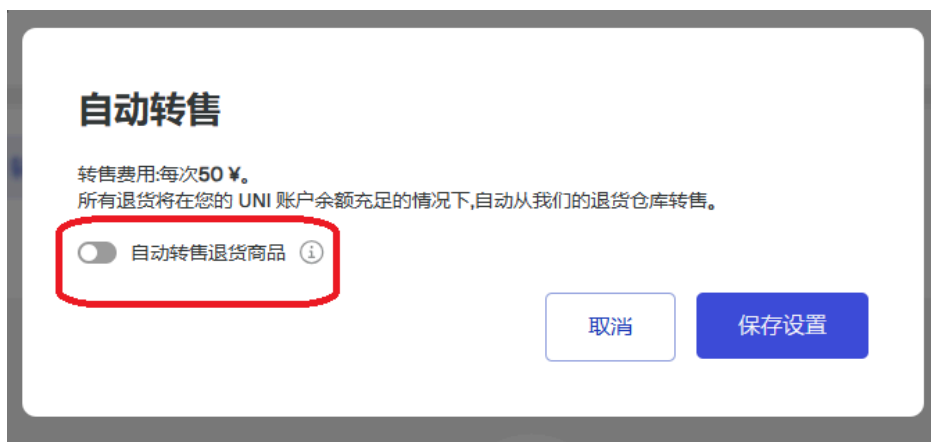 自动转售
转售费用:每次50 ¥。
所有退货将在您的 UNI 账户余额充足的情况下,自动从我们的退货仓库转售。
自动转售退货商品
取消
保存设置